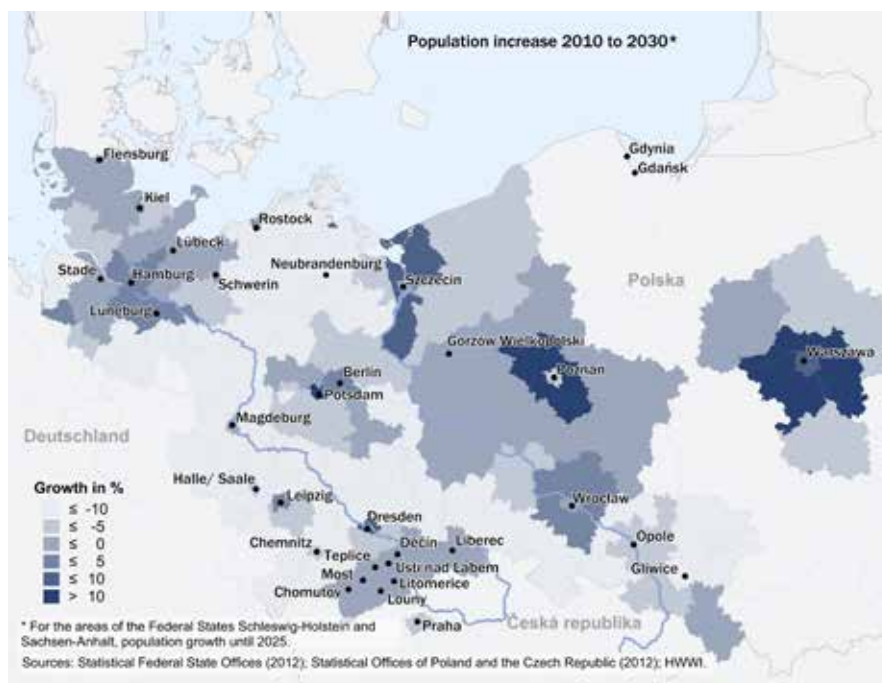 Population increase 2010 to 2030*
Gdynia
Gdańsk
Flensburg
Kiel
Rostock
Lübeck
Neubrandenburg
Stade
Hamburg
Schwerin
Szczecin
Polska
Luneburg
Gorzów Wielkopolski
Warszawa
Berlin
Poznań
Potsdam
Magdeburg
Deutschland
Halle/ Saale
Growth in %
Leipzig
Wrocław
≤ -10
≤ -5
≤ 0
≤ 5
≤ 10
> 10
Dresden
Chemnitz
Děčín
Liberec
Opole
Teplice
Ustí nad Labem
Gliwice
Most
Litomerice
Chomutov
Louny
Praha
Česká republika
* For the areas of the Federal States Schleswig-Holstein and
Sachsen-Anhalt, population growth until 2025.
Sources: Statistical Federal State Offices (2012); Statistical Offices of Poland and the Czech Republic (2012); HWWI.